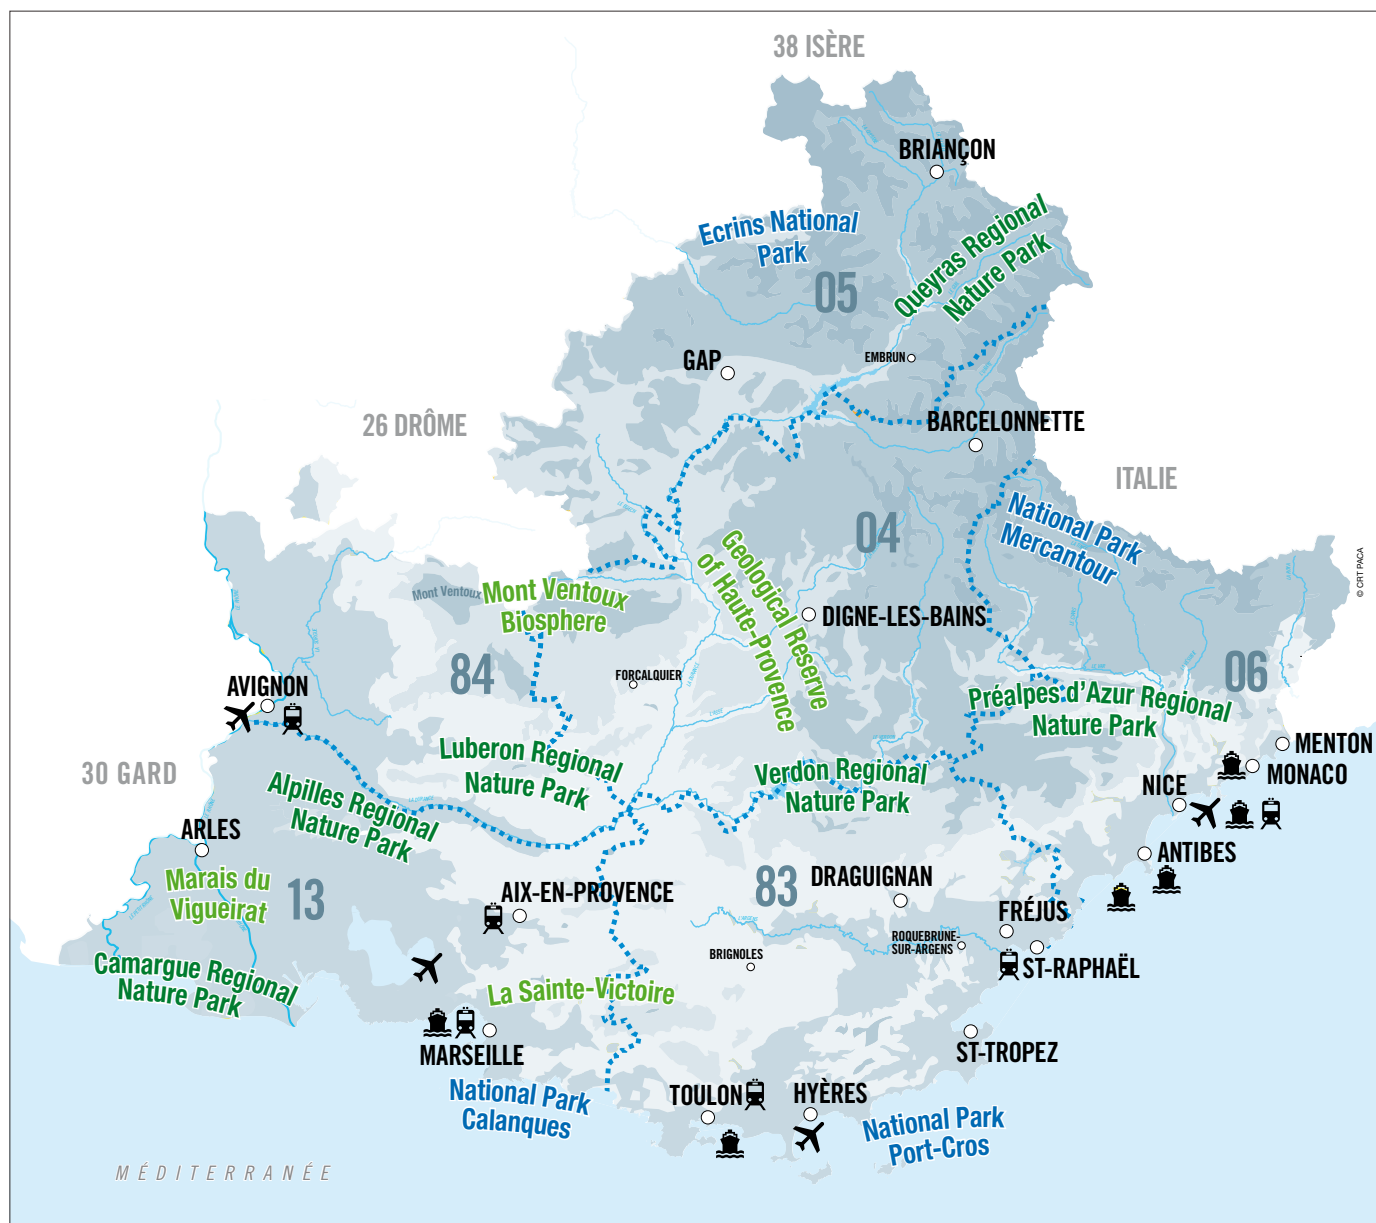 38 ISÈRE
BRIANÇON
Ecrins National
Park
Queyras Regional
Nature Park
05
GAP
EMBRUN
26 DRÔME
BARCELONNETTE
ITALIE
National Park
Mercantour
04
Geological Reserve
of Haute-Provence
© CRT PACA
Mont Ventoux
Mont Ventoux
Biosphere
DIGNE-LES-BAINS
84
FORCALQUIER
06
AVIGNON
Préalpes d'Azur Regional
Nature Park
30 GARD
Luberon Regional
Nature Park
Verdon Regional
Nature Park
MENTON
MONACO
NICE
Alpilles Regional
Nature Park
ARLES
ANTIBES
Marais du
Vigueirat
13
AIX-EN-PROVENCE
83
DRAGUIGNAN
FRÉJUS
ROQUEBRUNE-
SUR-ARGENS
BRIGNOLES
ST-RAPHAËL
Camargue Regional
Nature Park
La Sainte-Victoire
MARSEILLE
ST-TROPEZ
National Park
Calanques
TOULON
HYÈRES
National Park
Port-Cros
MÉDITERRANÉE